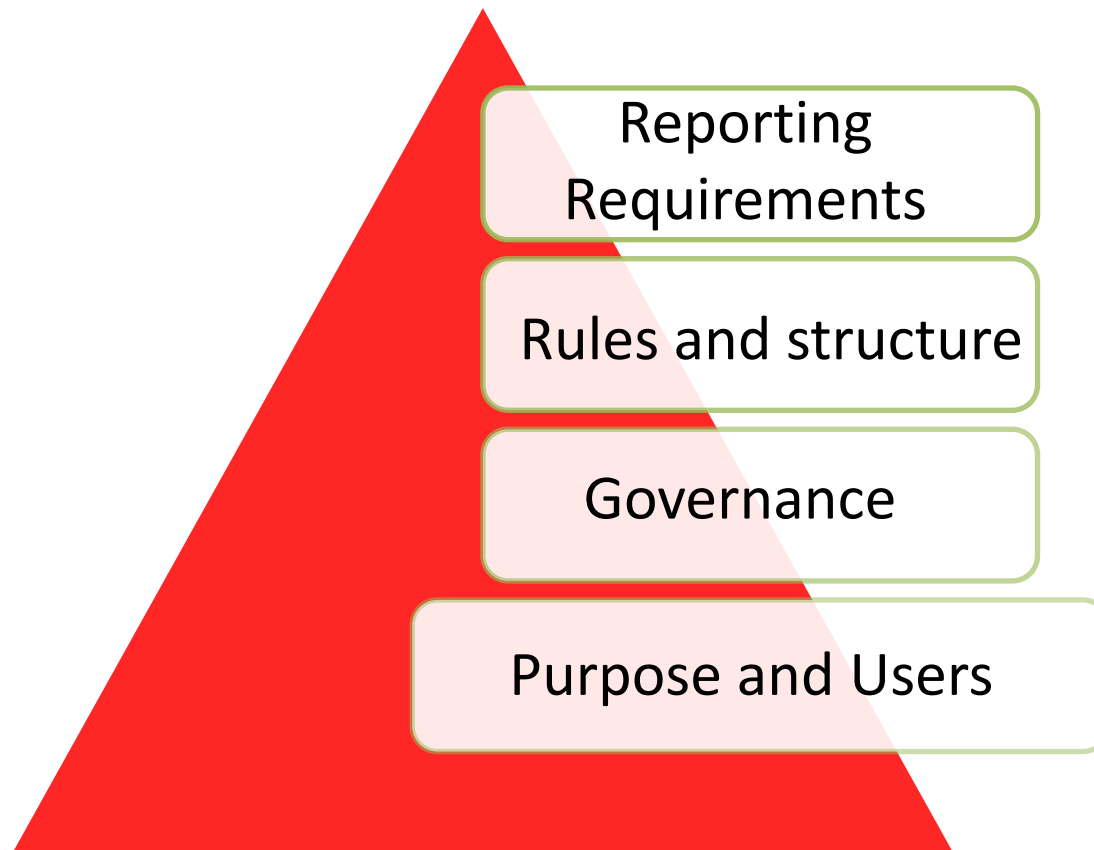 Reporting
Requirements
Rules and structure
Governance
Purpose and Users